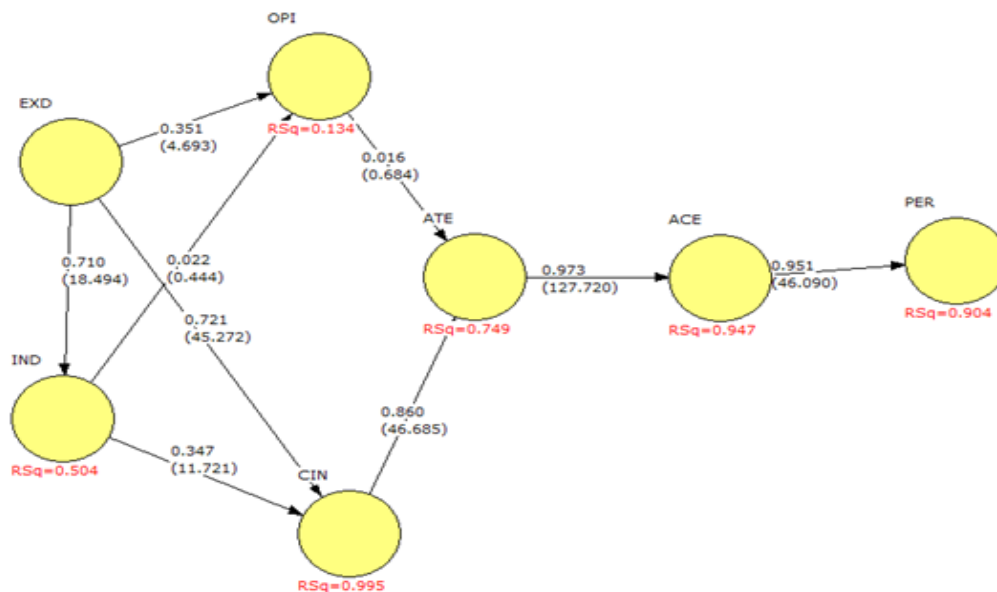 OPI
EXD
0.351
(4.693)
RSq=0.134
0.016
(0.684)
ATE
ACE
PER
0.710
(18.494)
0.022
(0.444)
0.973
(127.720)
0.951
(46.090)
RSq=0.904
0.721
(45.272)
RSq=0.749
RSq=0.947
IND
0.860
(46.685)
0.347
(11.721)
RSq=0.504
CIN
RSq=0.995